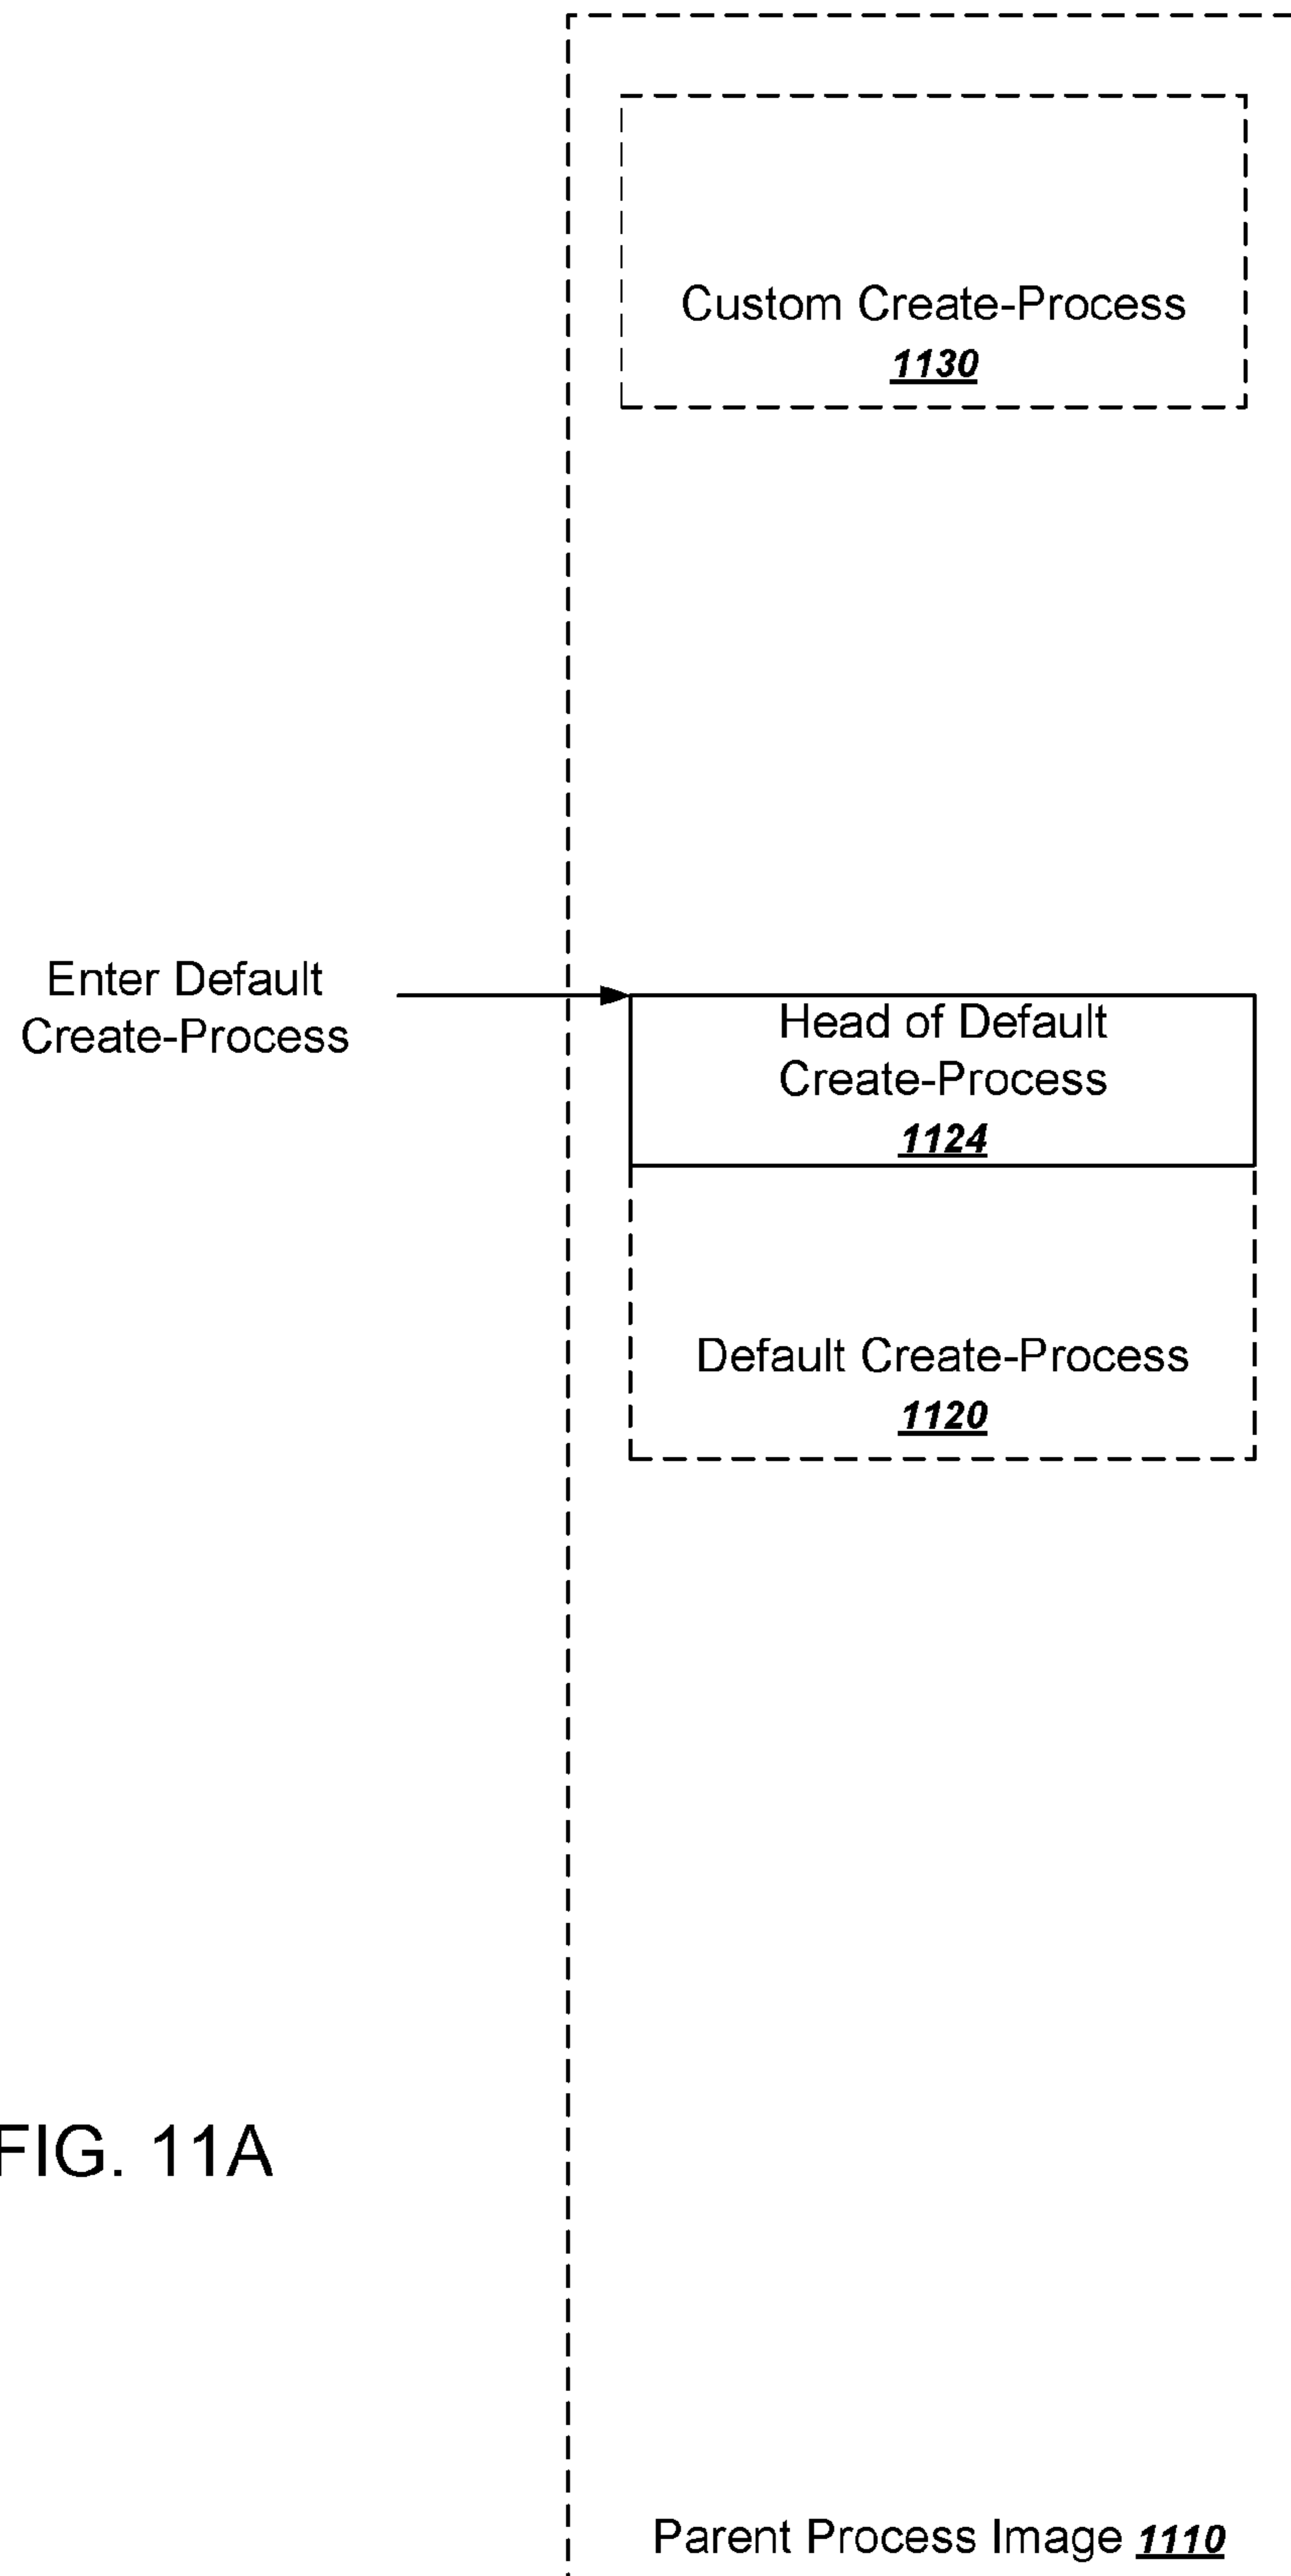 Custom Create-Process
1130
Enter Default
Create-Process
Head of Default
Create-Process
1124
Default Create-Process
1120
FIG. 11A
Parent Process Image 1110